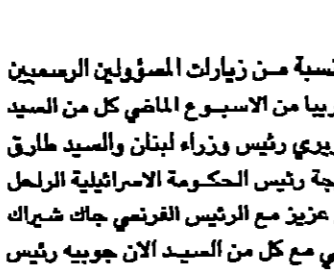 نسبة من زيارات المسؤولين الرسميين
ريبا من الاسبوع الماضي كل من السيد
ريري رئيس وزراء لبنان والسيد طارق
جة رئيس الحكومة الاسرائيلية الراحل
عزيز مع الرئيس الفرنسي جاك شيراك
ي مع كل من السيد الان جوبيه رئيس